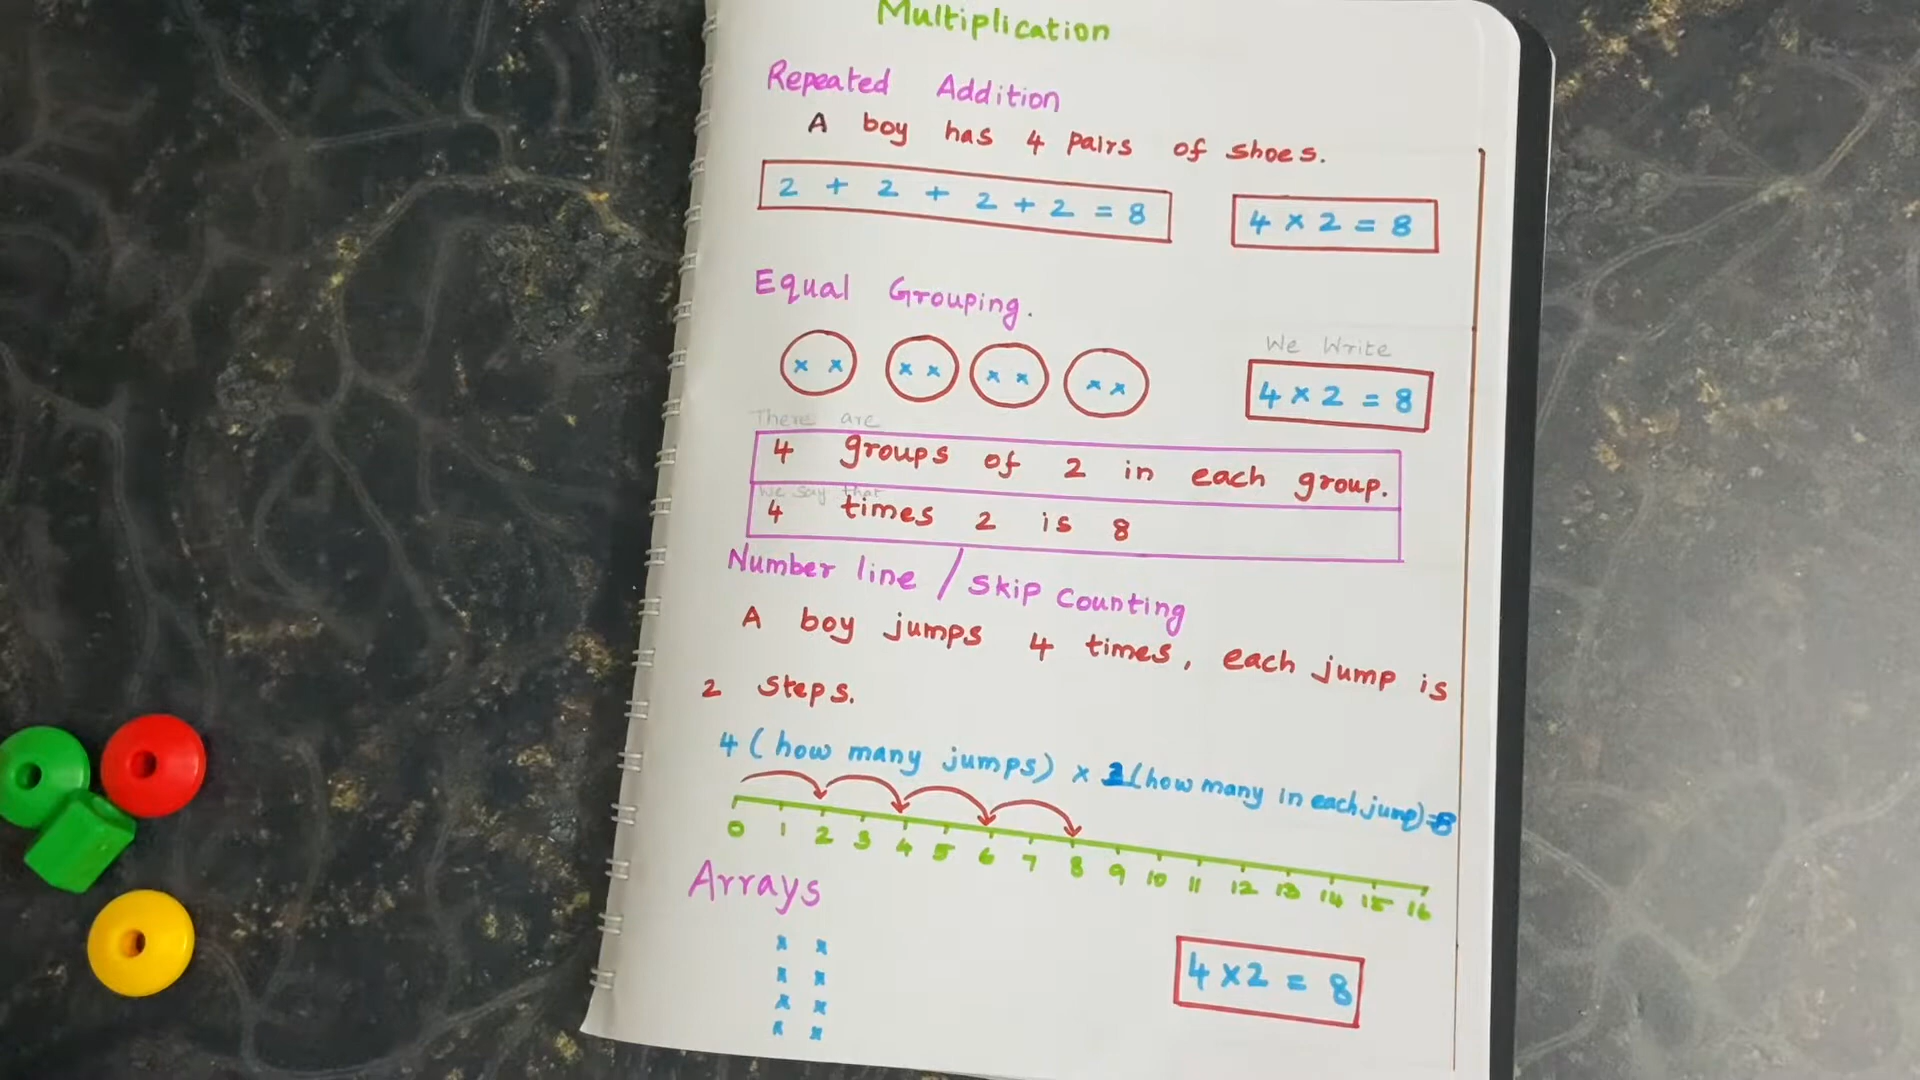 Multiplication
Repeated Addition
A boy has 4 pairs of shoes.
2 + 2 + 2 + 2 = 8
4 × 2 = 8
Equal Grouping.
× × × × × × × ×
We Write
4 × 2 = 8
There are
4 groups of 2 in each group.
We say that
4 times 2 is 8
Number line / Skip Counting
A boy jumps 4 times, each jump is
2 steps.
4 (how many jumps) × 2 (how many in each jump) = 8
0 1 2 3 4 5 6 7 8 9 10 11 12 13 14 15 16
Arrays
× ×
× ×
× ×
× ×
4 × 2 = 8